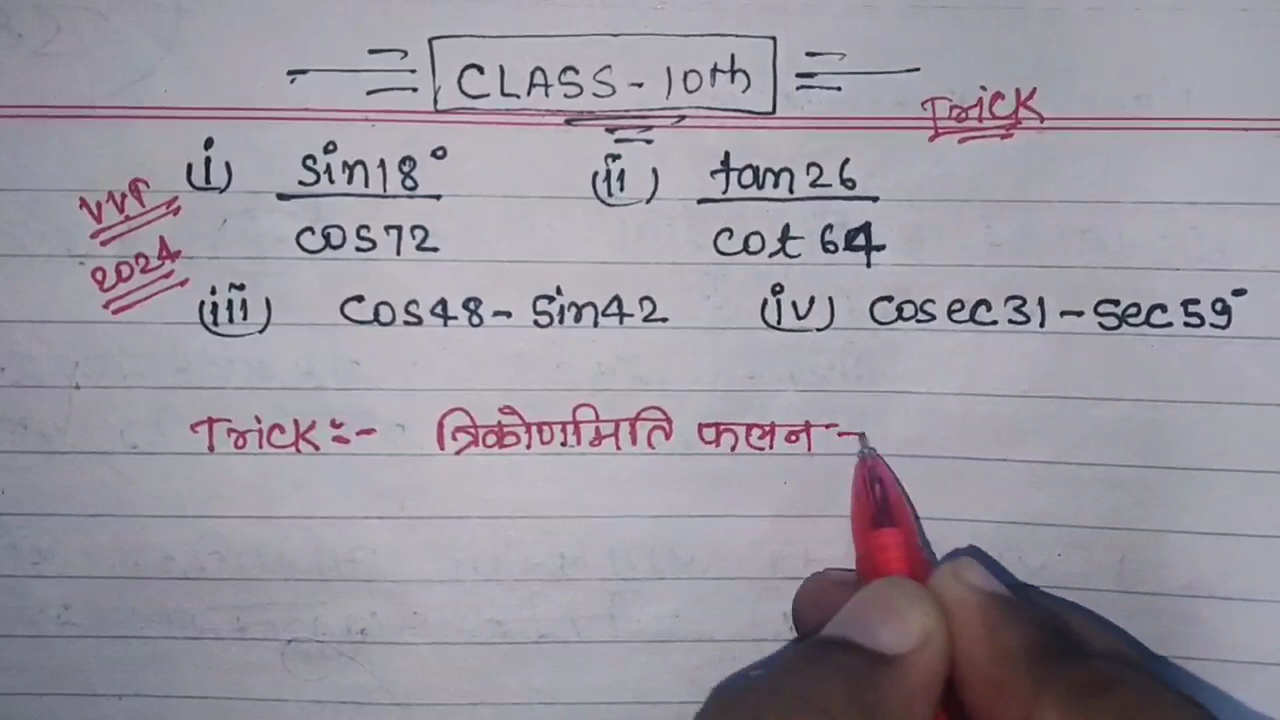 CLASS - 10th
Trick
VVI
2024
(i) sin18° / cos72 (ii) tan26 / cot64
(iii) cos48 - sin42 (iv) cosec31 - sec59°
Trick :- त्रिकोणमिति फलन -